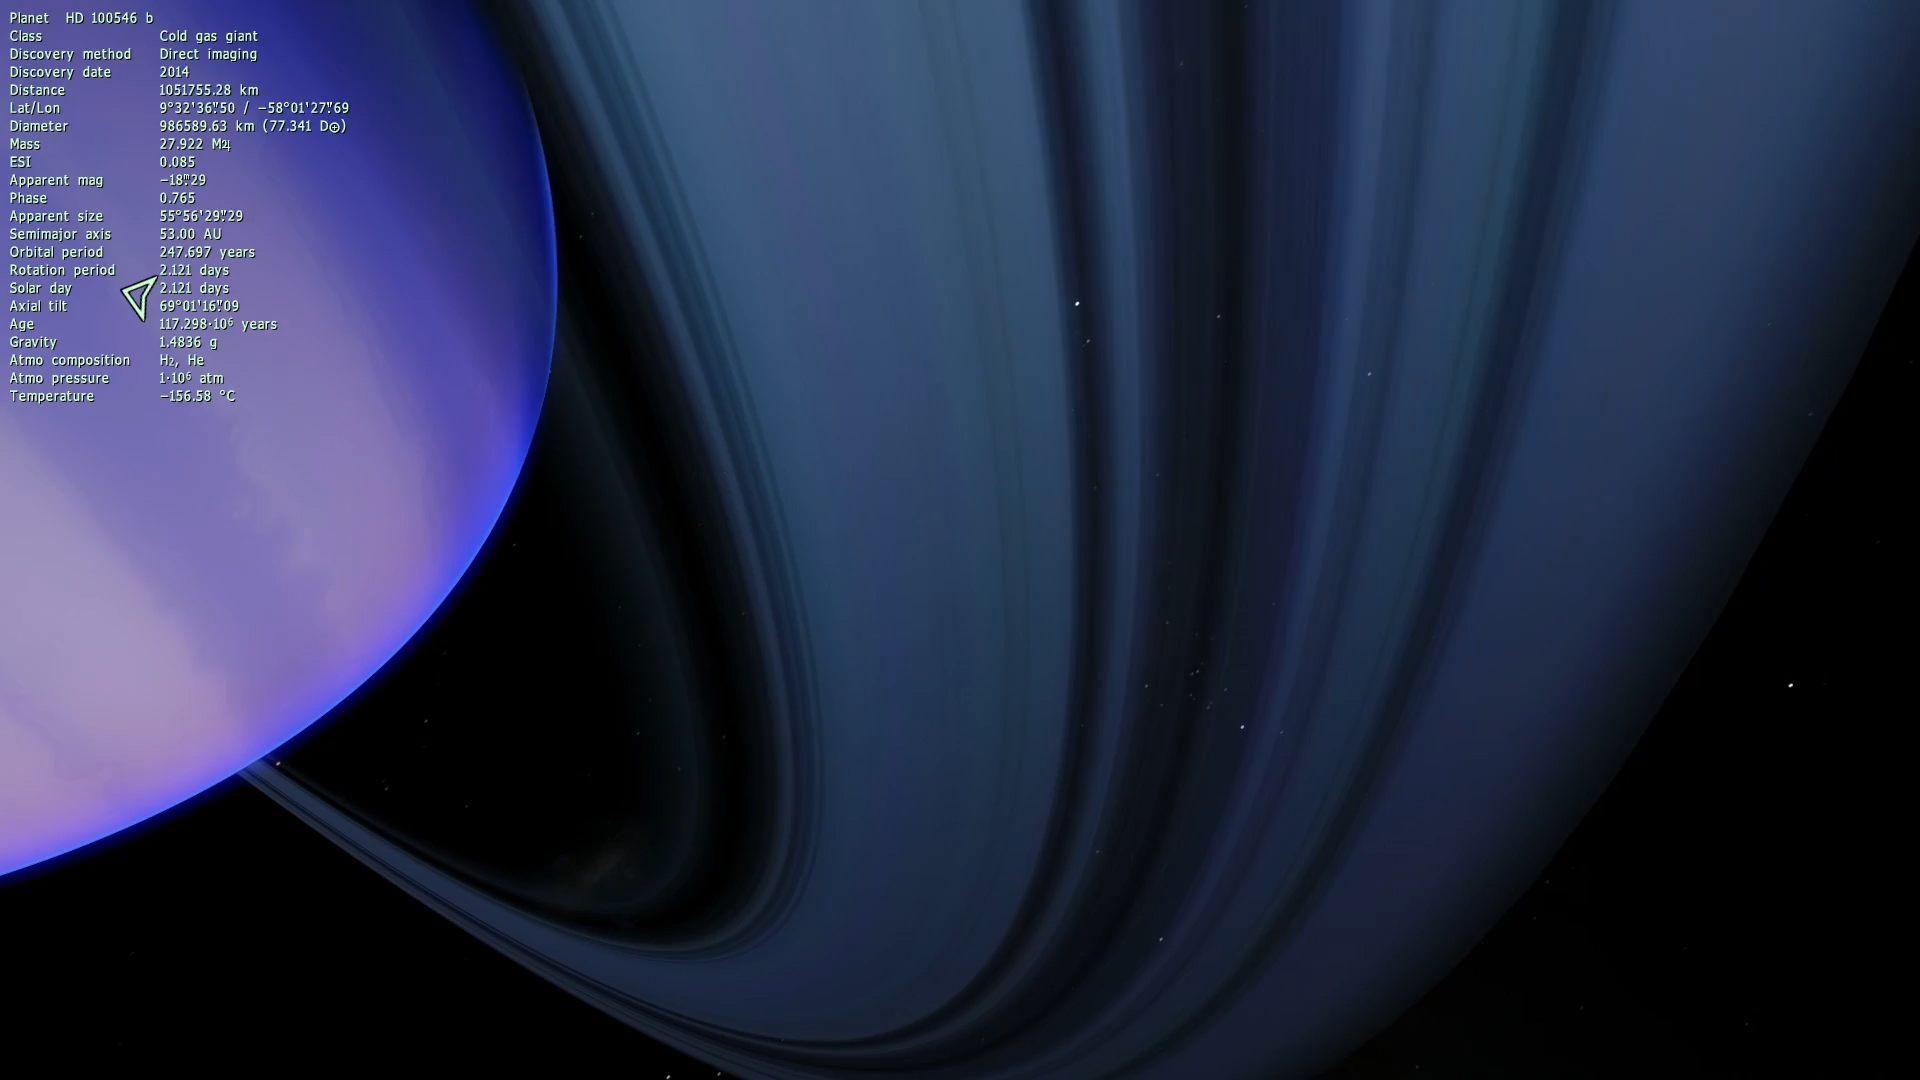 Planet HD 100546 b
Class Cold gas giant
Discovery method Direct imaging
Discovery date 2014
Distance 1051755.28 km
Lat/Lon 9°32'36"50 / −58°01'27"69
Diameter 986589.63 km (77.341 D⊕)
Mass 27.922 M♃
ESI 0.085
Apparent mag −18ᵐ29
Phase 0.765
Apparent size 55°56'29"29
Semimajor axis 53.00 AU
Orbital period 247.697 years
Rotation period 2.121 days
Solar day 2.121 days
Axial tilt 69°01'16"09
Age 117.298·10⁶ years
Gravity 1.4836 g
Atmo composition H₂, He
Atmo pressure 1·10⁶ atm
Temperature −156.58 °C